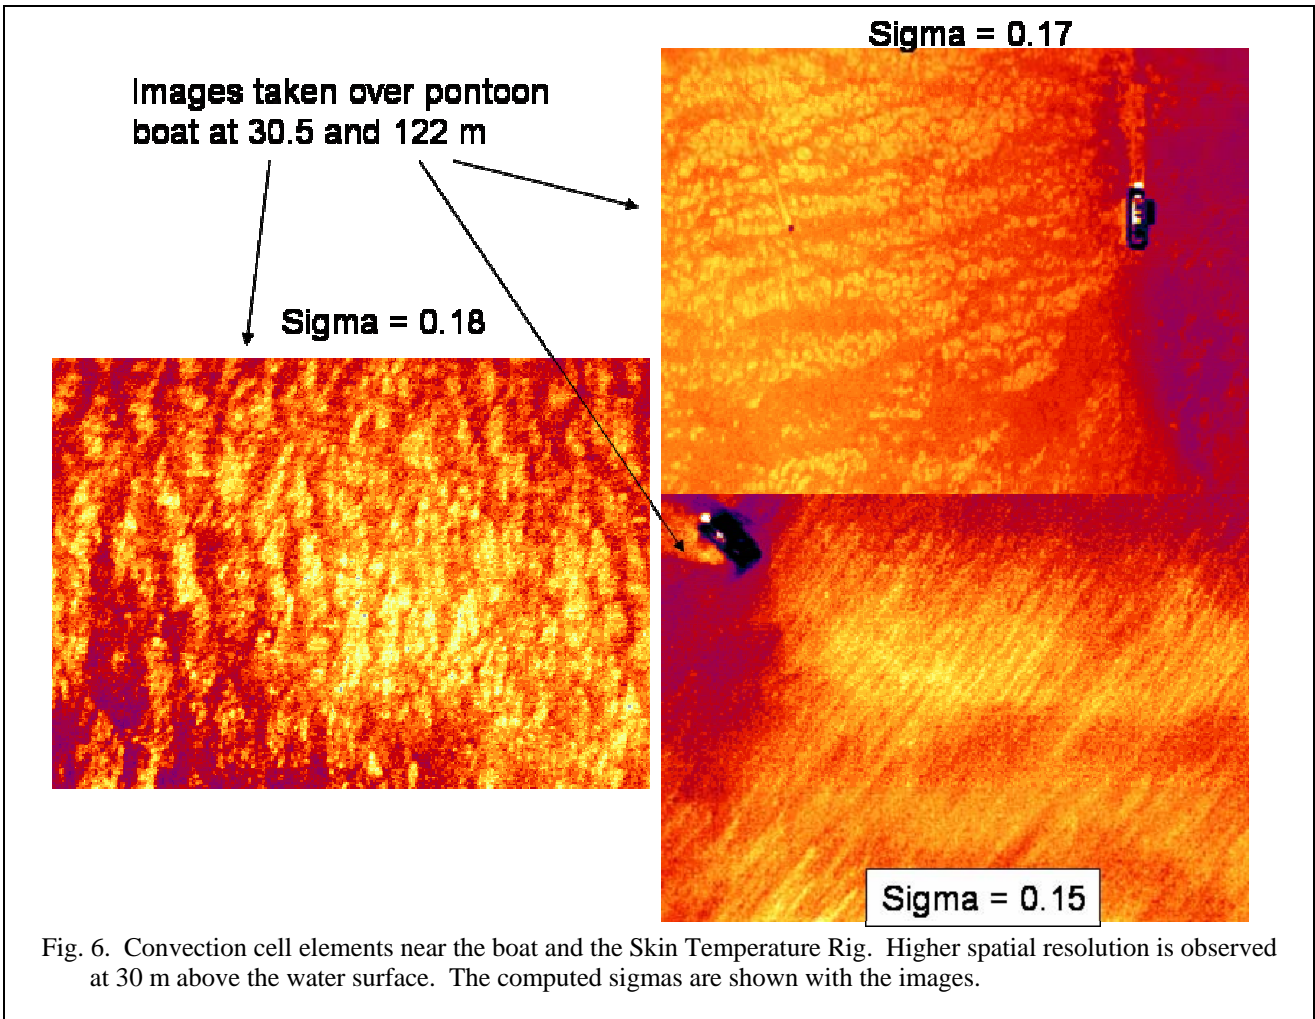 Sigma = 0.17
Images taken over pontoon
boat at 30.5 and 122 m
Sigma = 0.18
Sigma = 0.15
Fig. 6.  Convection cell elements near the boat and the Skin Temperature Rig.  Higher spatial resolution is observed
at 30 m above the water surface.  The computed sigmas are shown with the images.